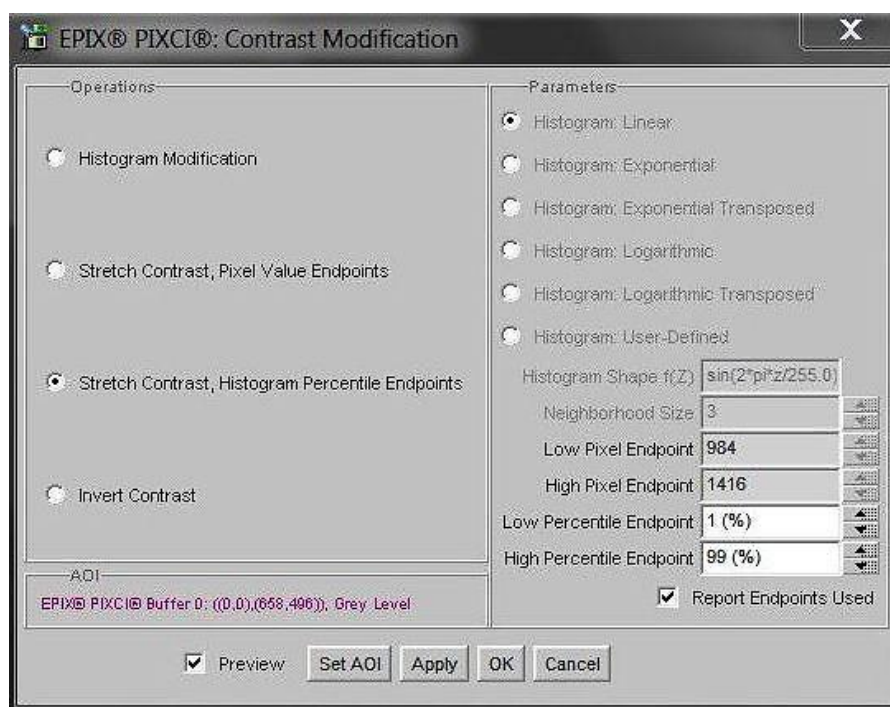 EPIX® PIXCI®: Contrast Modification
X
Operations
Histogram Modification
Stretch Contrast, Pixel Value Endpoints
Stretch Contrast, Histogram Percentile Endpoints
Invert Contrast
AOI
EPIX® PIXCI® Buffer 0: ((0,0),(658,496)), Grey Level
Parameters
Histogram: Linear
Histogram: Exponential
Histogram: Exponential Transposed
Histogram: Logarithmic
Histogram: Logarithmic Transposed
Histogram: User-Defined
Histogram Shape f(Z) sin(2*pi*z/255.0)
Neighborhood Size 3
Low Pixel Endpoint 984
High Pixel Endpoint 1416
Low Percentile Endpoint 1 (%)
High Percentile Endpoint 99 (%)
Report Endpoints Used
Preview Set AOI Apply OK Cancel